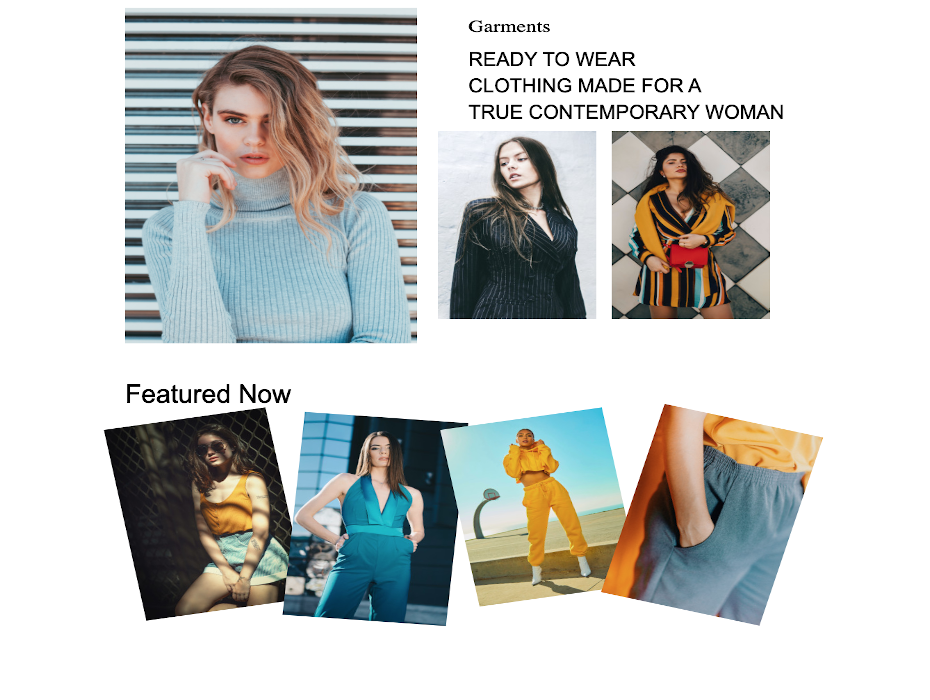 Garments
READY TO WEAR
CLOTHING MADE FOR A
TRUE CONTEMPORARY WOMAN
Featured Now